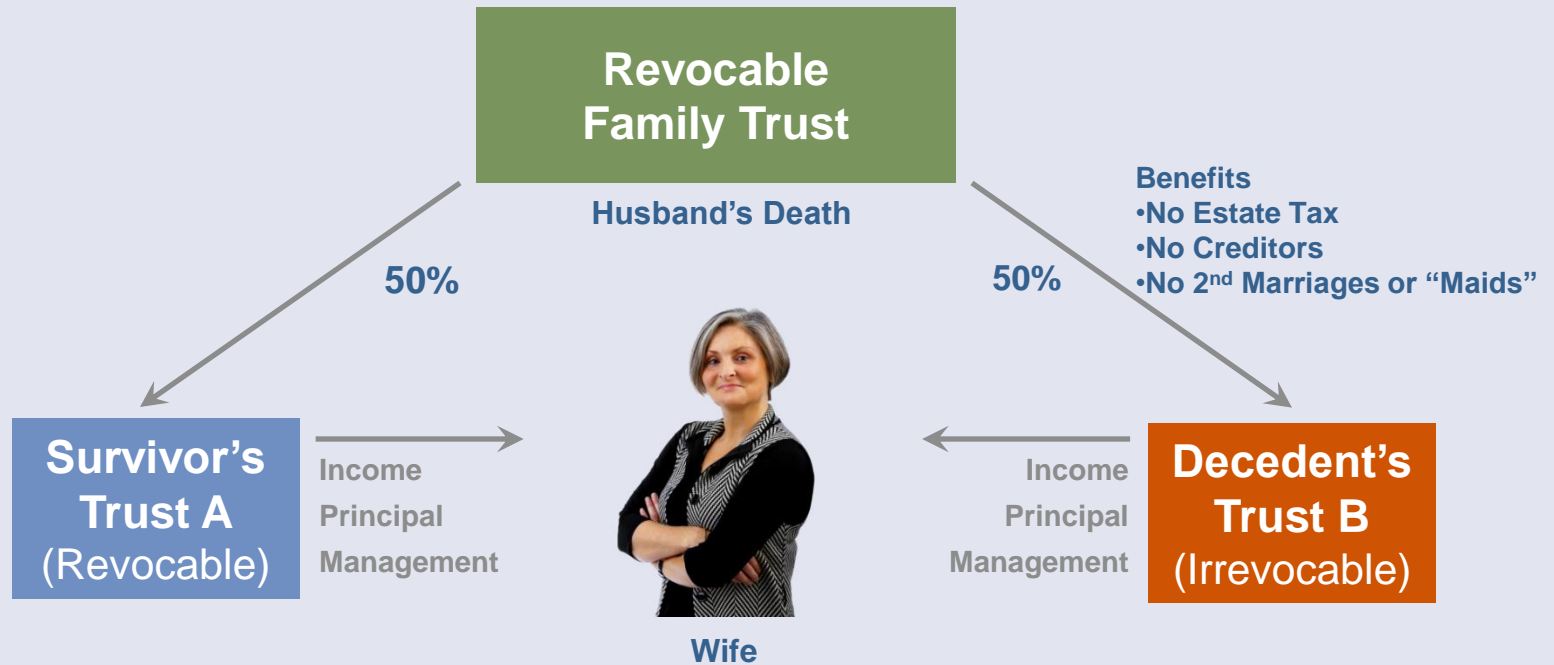 Revocable
Family Trust
Husband’s Death
Benefits
•No Estate Tax
•No Creditors
•No 2nd Marriages or “Maids”
50%
50%
Survivor’s
Trust A
(Revocable)
Income
Principal
Management
Income
Principal
Management
Decedent’s
Trust B
(Irrevocable)
Wife